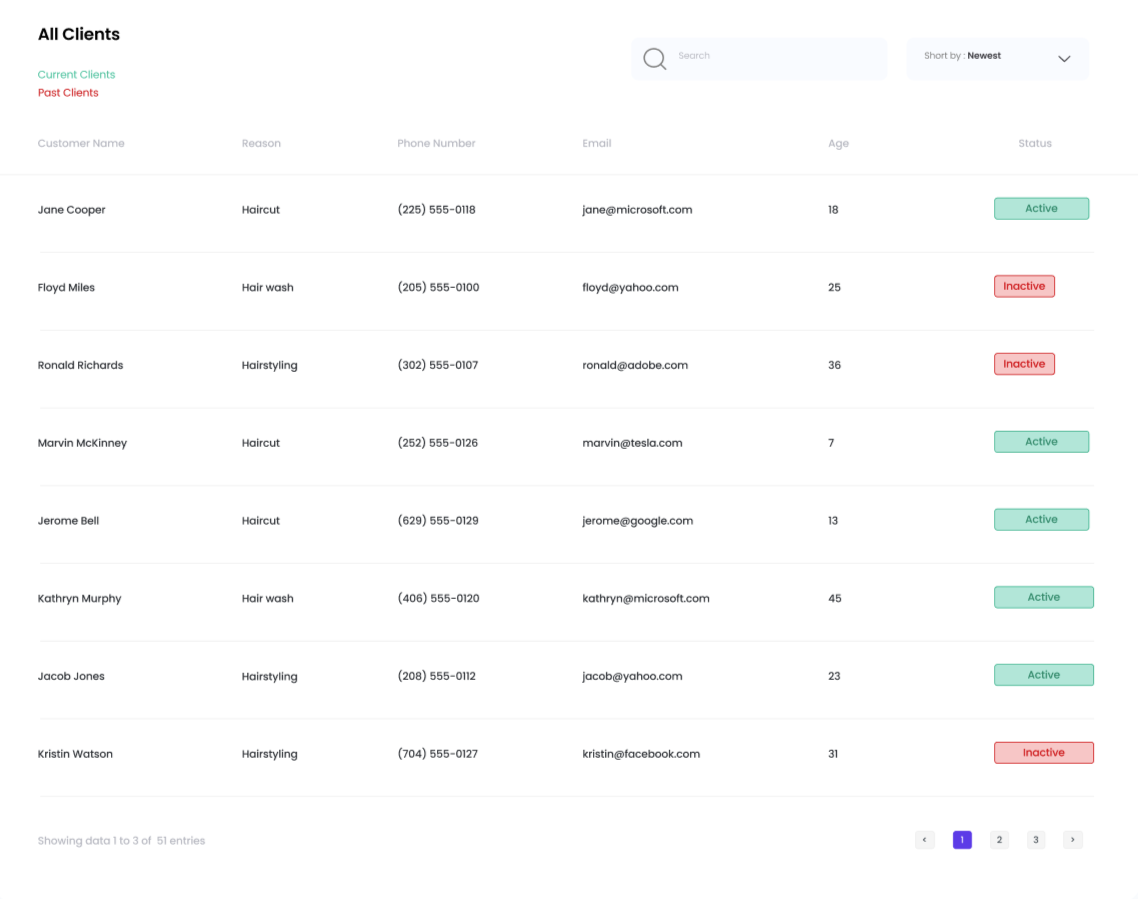 All Clients
Current Clients
Past Clients
Search
Short by : Newest
Customer Name Reason Phone Number Email Age Status
Jane Cooper Haircut (225) 555-0118 jane@microsoft.com 18 Active
Floyd Miles Hair wash (205) 555-0100 floyd@yahoo.com 25 Inactive
Ronald Richards Hairstyling (302) 555-0107 ronald@adobe.com 36 Inactive
Marvin McKinney Haircut (252) 555-0126 marvin@tesla.com 7 Active
Jerome Bell Haircut (629) 555-0129 jerome@google.com 13 Active
Kathryn Murphy Hair wash (406) 555-0120 kathryn@microsoft.com 45 Active
Jacob Jones Hairstyling (208) 555-0112 jacob@yahoo.com 23 Active
Kristin Watson Hairstyling (704) 555-0127 kristin@facebook.com 31 Inactive
Showing data 1 to 3 of 51 entries < 1 2 3 >